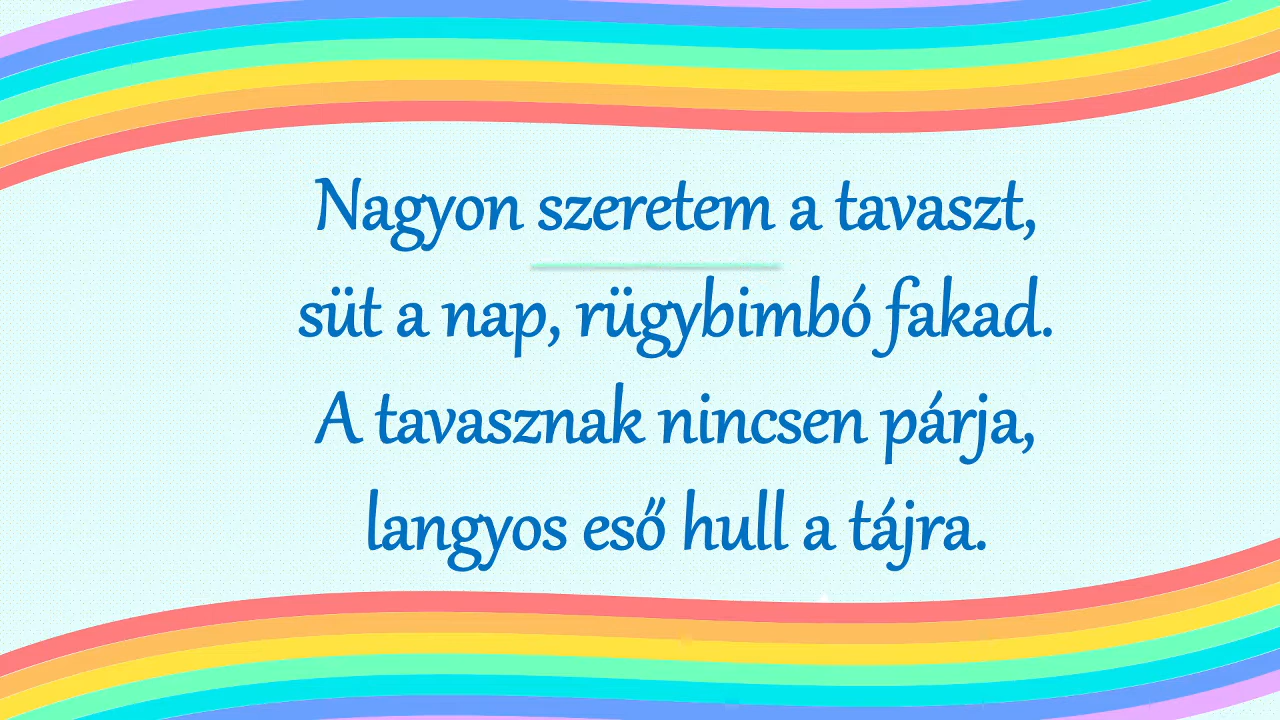 Nagyon szeretem a tavaszt,
süt a nap, rügybimbó fakad.
A tavasznak nincsen párja,
langyos eső hull a tájra.